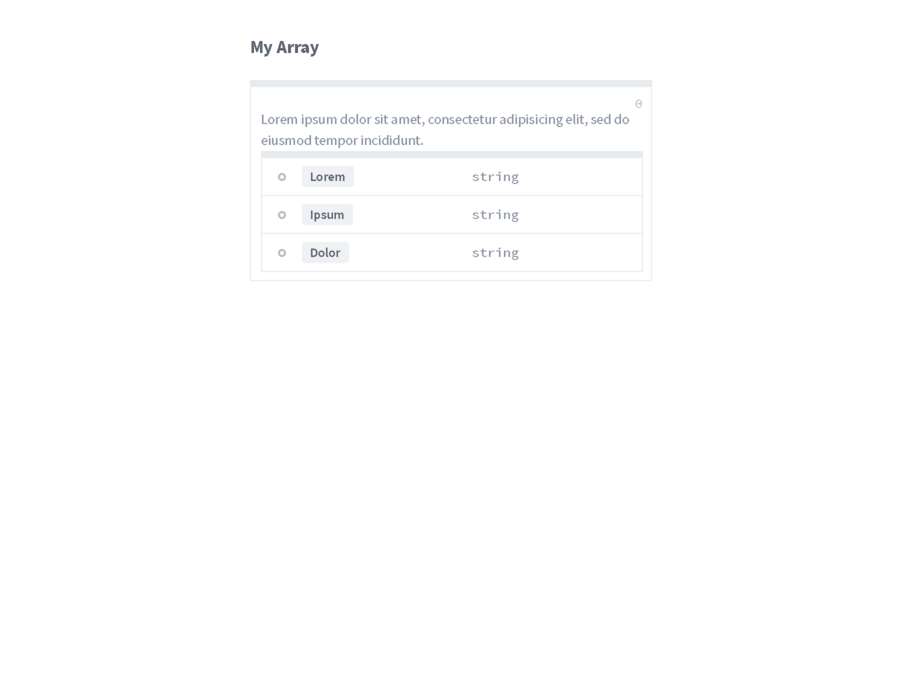 My Array
0
Lorem ipsum dolor sit amet, consectetur adipisicing elit, sed do
eiusmod tempor incididunt.
Lorem string
Ipsum string
Dolor string